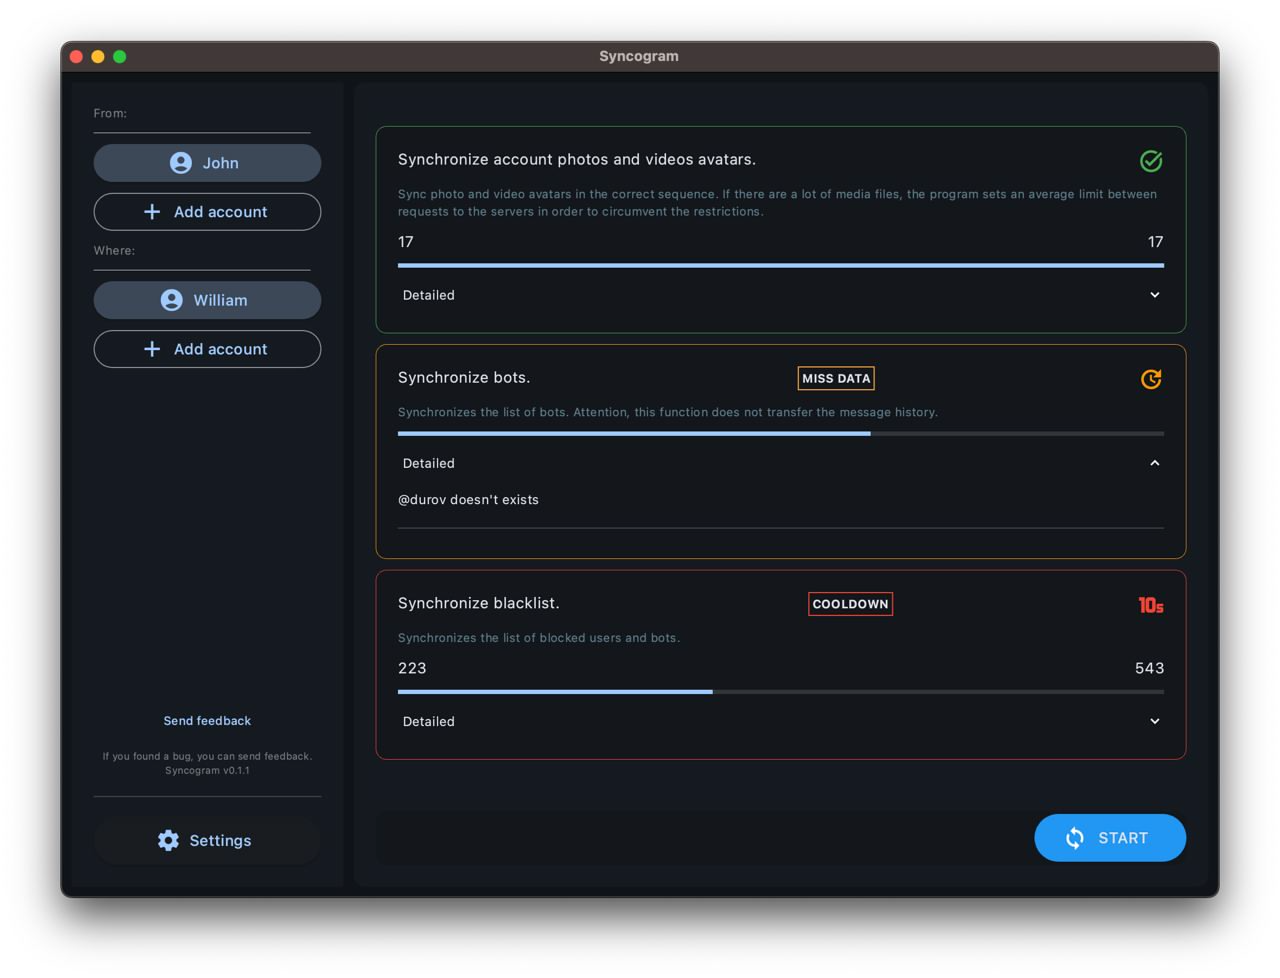 Syncogram
From:
John
Add account
Where:
William
Add account
Send feedback
If you found a bug, you can send feedback.
Syncogram v0.1.1
Settings
Synchronize account photos and videos avatars.
Sync photo and video avatars in the correct sequence. If there are a lot of media files, the program sets an average limit between
requests to the servers in order to circumvent the restrictions.
17 17
Detailed
Synchronize bots. MISS DATA
Synchronizes the list of bots. Attention, this function does not transfer the message history.
Detailed
@durov doesn't exists
Synchronize blacklist. COOLDOWN 10s
Synchronizes the list of blocked users and bots.
223 543
Detailed
START